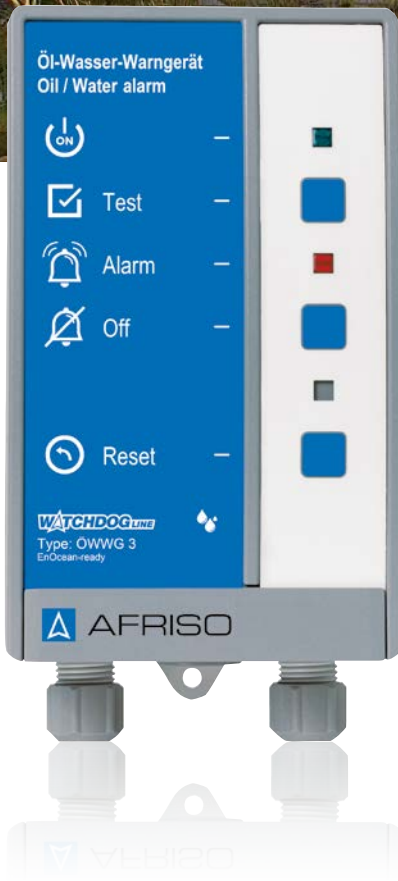 Öl-Wasser-Warngerät
Oil / Water alarm
ON
Test
Alarm
Off
Reset
WATCHDOG LINE
Type: ÖWWG 3
EnOcean-ready
AFRISO
AFRISO